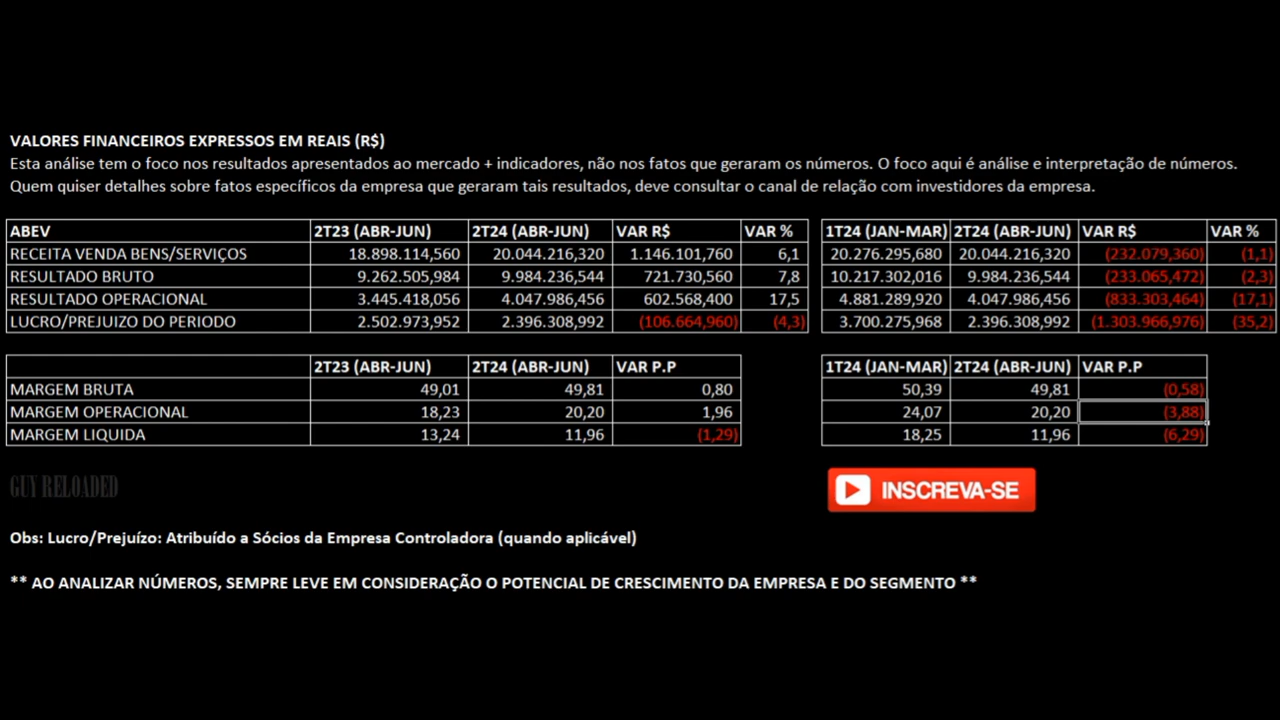 VALORES FINANCEIROS EXPRESSOS EM REAIS (R$)
Esta análise tem o foco nos resultados apresentados ao mercado + indicadores, não nos fatos que geraram os números. O foco aqui é análise e interpretação de números.
Quem quiser detalhes sobre fatos específicos da empresa que geraram tais resultados, deve consultar o canal de relação com investidores da empresa.
ABEV 2T23 (ABR-JUN) 2T24 (ABR-JUN) VAR R$ VAR % 1T24 (JAN-MAR) 2T24 (ABR-JUN) VAR R$ VAR %
RECEITA VENDA BENS/SERVIÇOS 18.898.114,560 20.044.216,320 1.146.101,760 6,1 20.276.295,680 20.044.216,320 (232.079,360) (1,1)
RESULTADO BRUTO 9.262.505,984 9.984.236,544 721.730,560 7,8 10.217.302,016 9.984.236,544 (233.065,472) (2,3)
RESULTADO OPERACIONAL 3.445.418,056 4.047.986,456 602.568,400 17,5 4.881.289,920 4.047.986,456 (833.303,464) (17,1)
LUCRO/PREJUIZO DO PERIODO 2.502.973,952 2.396.308,992 (106.664,960) (4,3) 3.700.275,968 2.396.308,992 (1.303.966,976) (35,2)
2T23 (ABR-JUN) 2T24 (ABR-JUN) VAR P.P 1T24 (JAN-MAR) 2T24 (ABR-JUN) VAR P.P
MARGEM BRUTA 49,01 49,81 0,80 50,39 49,81 (0,58)
MARGEM OPERACIONAL 18,23 20,20 1,96 24,07 20,20 (3,88)
MARGEM LIQUIDA 13,24 11,96 (1,29) 18,25 11,96 (6,29)
GUY RELOADED
INSCREVA-SE
Obs: Lucro/Prejuízo: Atribuído a Sócios da Empresa Controladora (quando aplicável)
** AO ANALIZAR NÚMEROS, SEMPRE LEVE EM CONSIDERAÇÃO O POTENCIAL DE CRESCIMENTO DA EMPRESA E DO SEGMENTO **